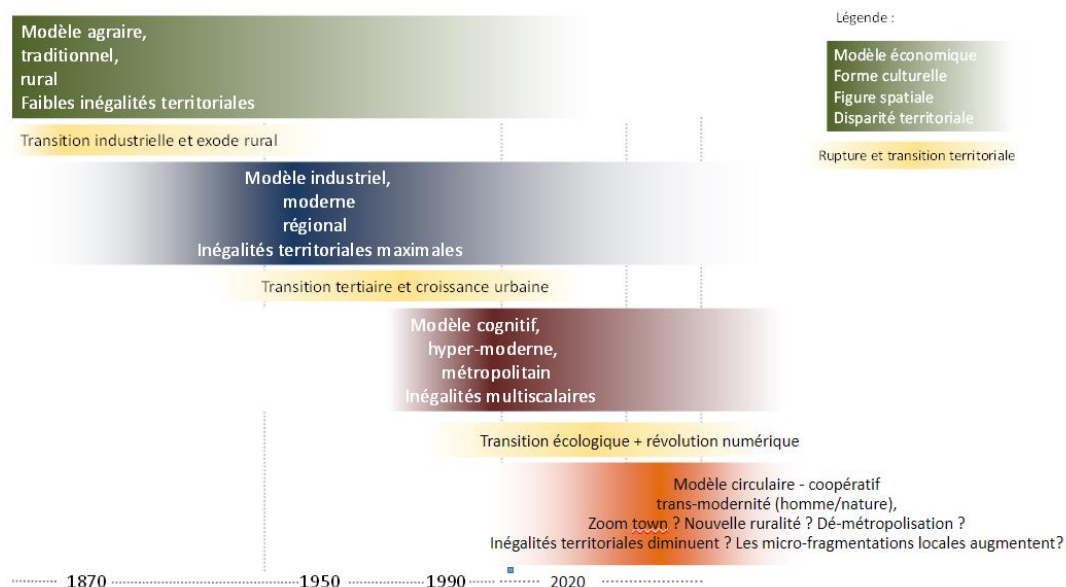 Modèle agraire,
traditionnel,
rural
Faibles inégalités territoriales
Légende :
Modèle économique
Forme culturelle
Figure spatiale
Disparité territoriale
Transition industrielle et exode rural
Rupture et transition territoriale
Modèle industriel,
moderne
régional
Inégalités territoriales maximales
Transition tertiaire et croissance urbaine
Modèle cognitif,
hyper-moderne,
métropolitain
Inégalités multiscalaires
Transition écologique + révolution numérique
Modèle circulaire - coopératif
trans-modernité (homme/nature),
Zoom town ? Nouvelle ruralité ? Dé-métropolisation ?
Inégalités territoriales diminuent ? Les micro-fragmentations locales augmentent?
1870 1950 1990 2020